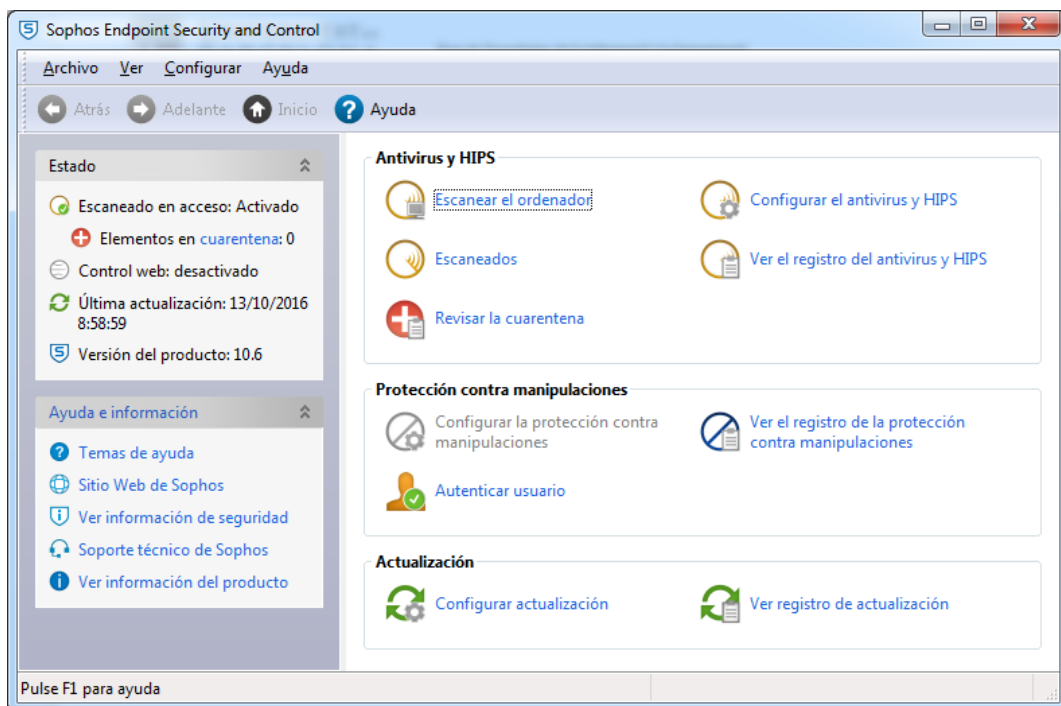 Sophos Endpoint Security and Control
Archivo Ver Configurar Ayuda
Atrás Adelante Inicio Ayuda
Estado
Escaneado en acceso: Activado
Elementos en cuarentena: 0
Control web: desactivado
Última actualización: 13/10/2016
8:58:59
Versión del producto: 10.6
Ayuda e información
Temas de ayuda
Sitio Web de Sophos
Ver información de seguridad
Soporte técnico de Sophos
Ver información del producto
Antivirus y HIPS
Escanear el ordenador
Configurar el antivirus y HIPS
Escaneados
Ver el registro del antivirus y HIPS
Revisar la cuarentena
Protección contra manipulaciones
Configurar la protección contra
manipulaciones
Ver el registro de la protección
contra manipulaciones
Autenticar usuario
Actualización
Configurar actualización
Ver registro de actualización
Pulse F1 para ayuda